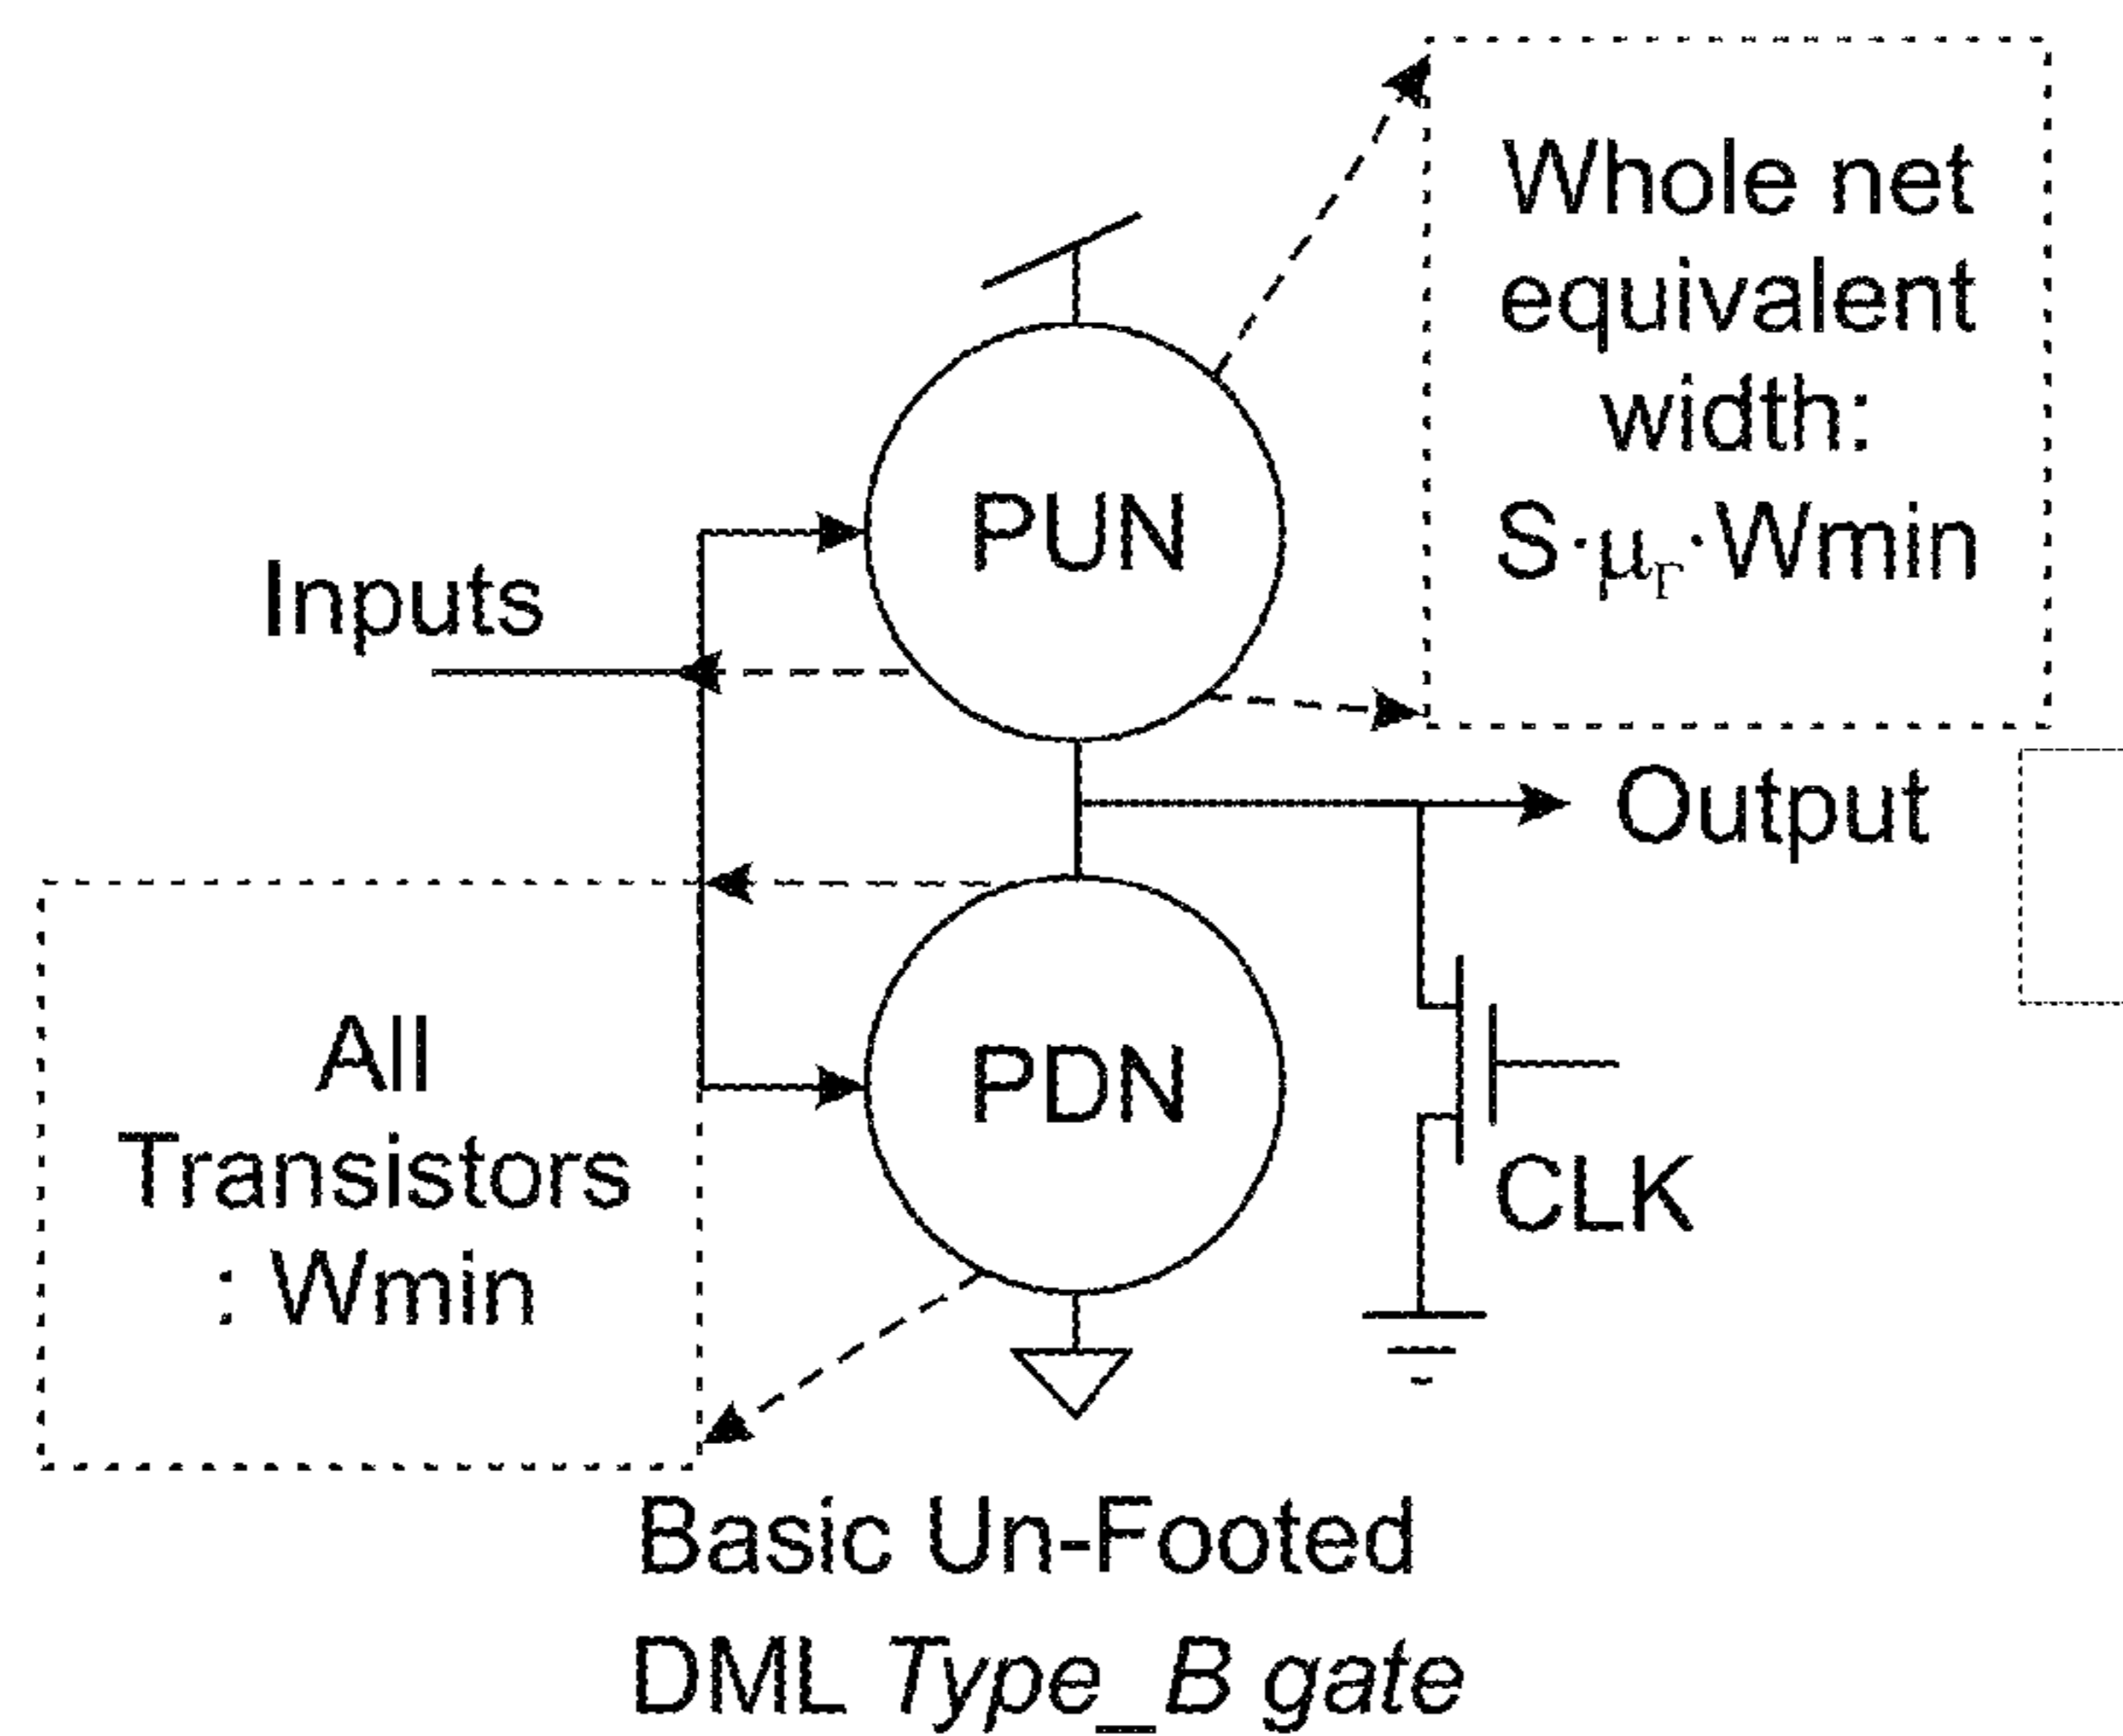 Whole net
equivalent
width:
S·μr·Wmin
PUN
Inputs
Output
All
Transistors
: Wmin
PDN
CLK
Basic Un-Footed
DML Type_B gate